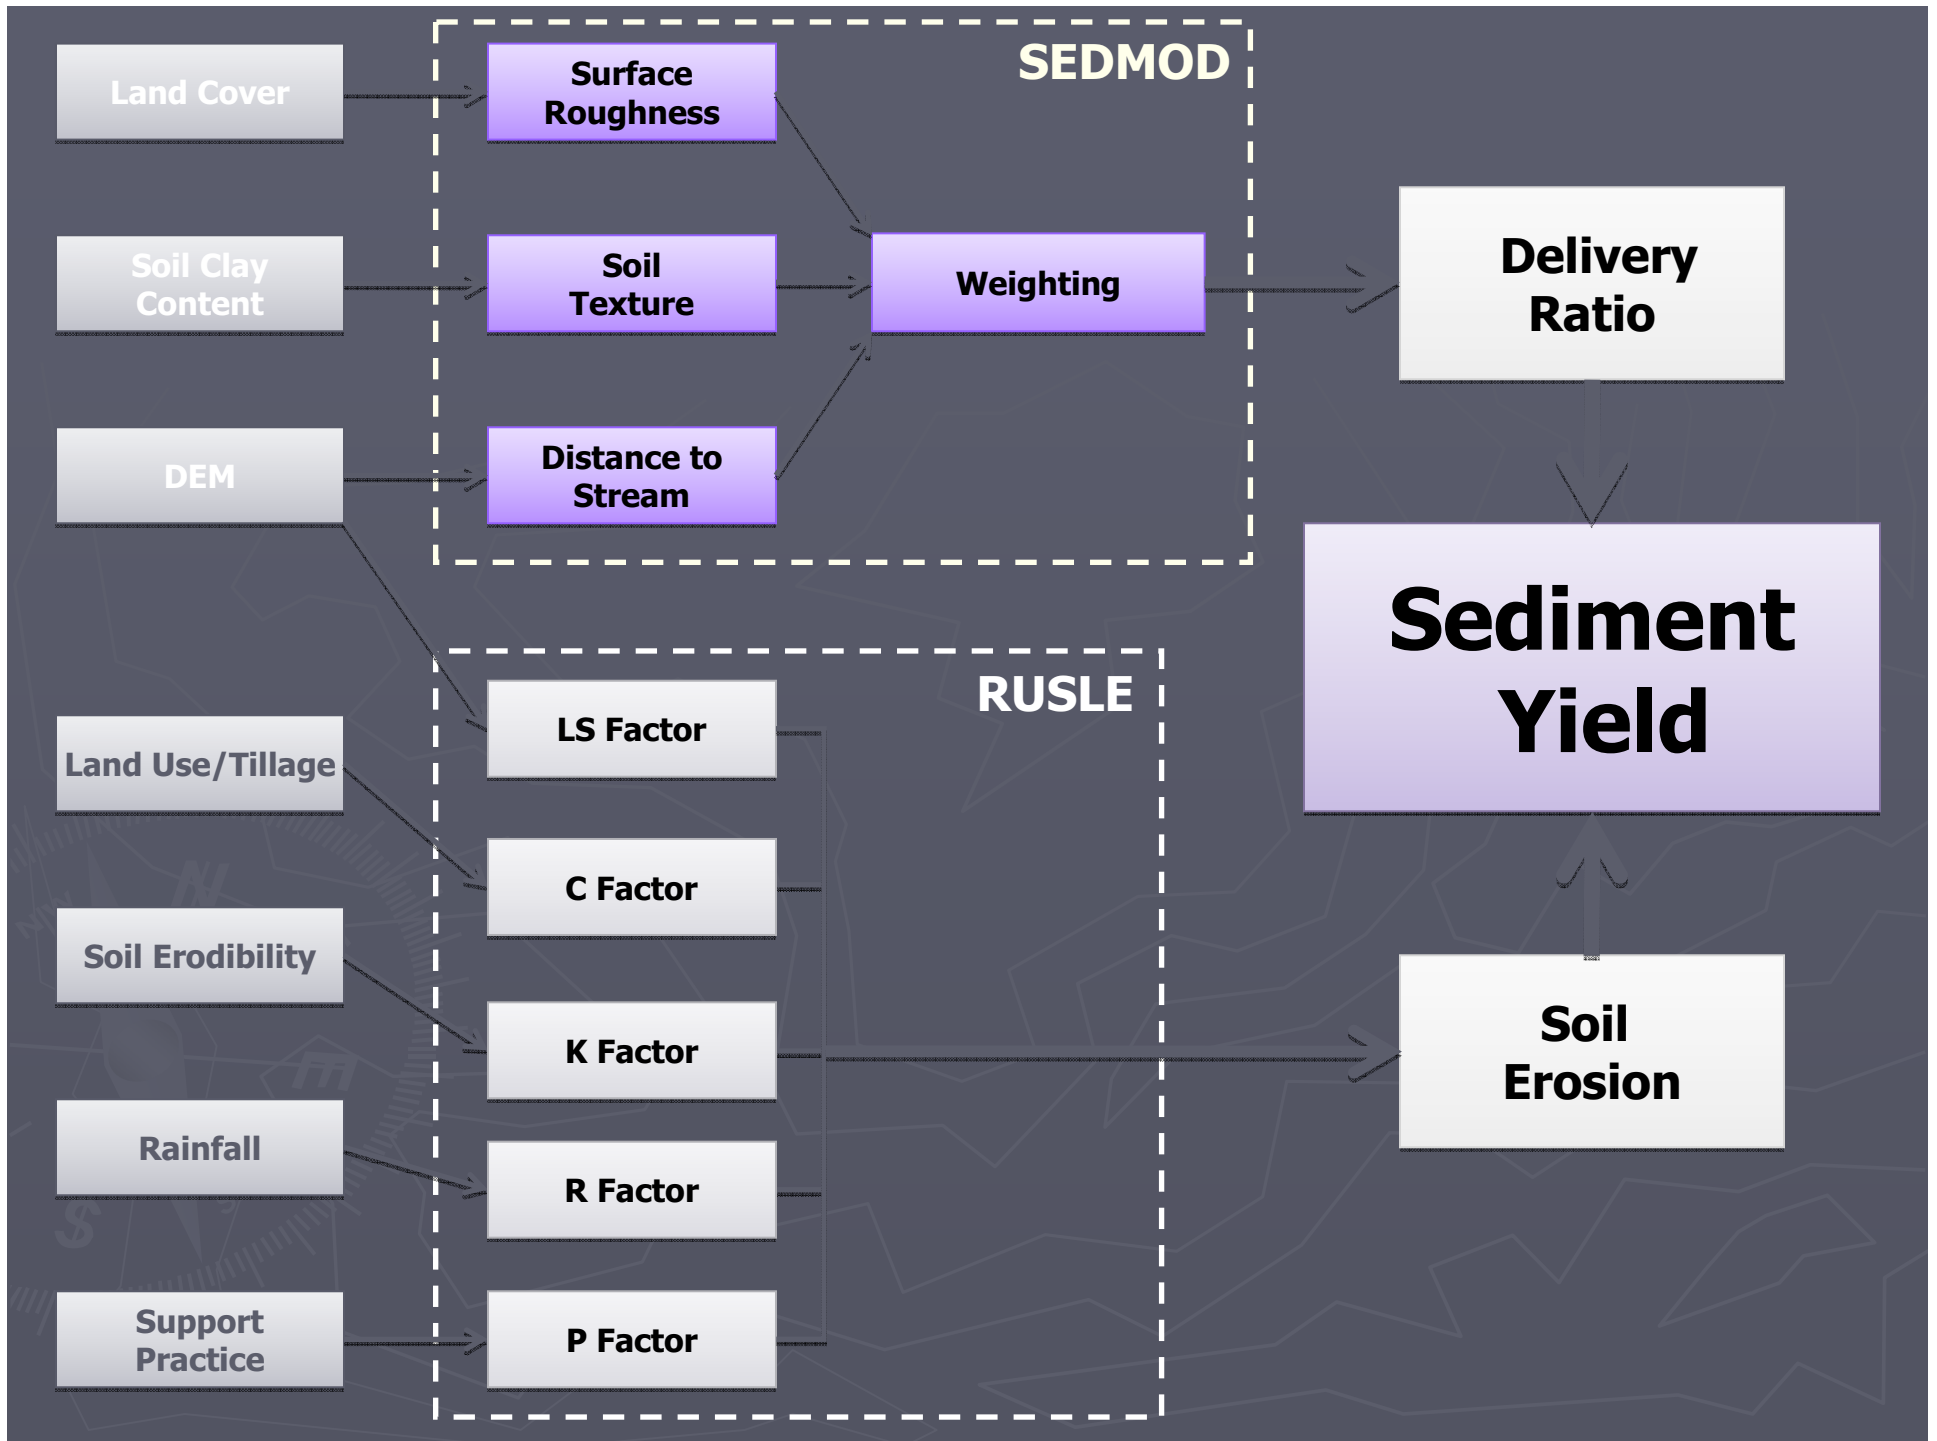 SEDMOD
Land Cover
Surface
Roughness
Soil Clay
Content
Soil
Texture
Weighting
Delivery
Ratio
DEM
Distance to
Stream
Sediment
Yield
RUSLE
LS Factor
Land Use/Tillage
C Factor
Soil Erodibility
K Factor
Soil
Erosion
Rainfall
R Factor
Support
Practice
P Factor
N
NW
E
S